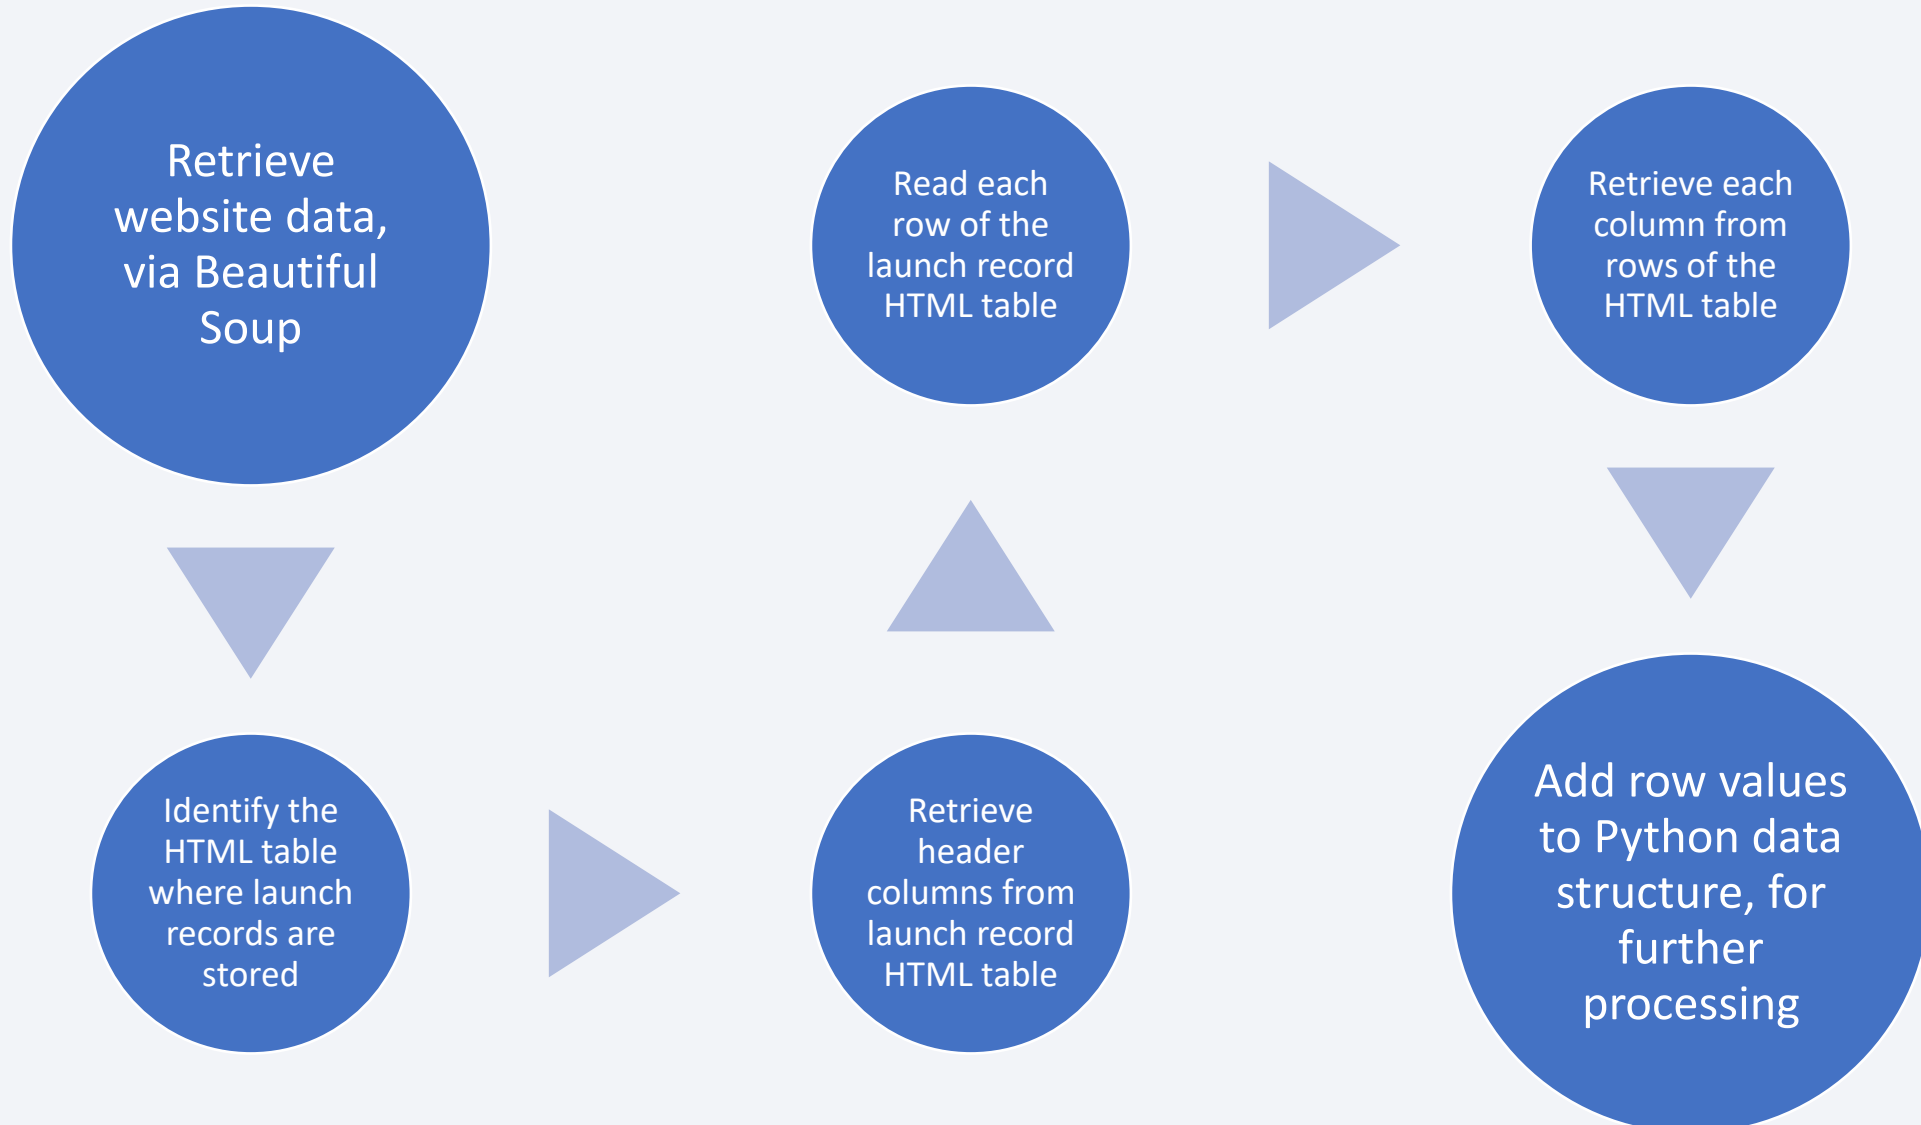 Retrieve
website data,
via Beautiful
Soup
Identify the
HTML table
where launch
records are
stored
Retrieve
header
columns from
launch record
HTML table
Read each
row of the
launch record
HTML table
Retrieve each
column from
rows of the
HTML table
Add row values
to Python data
structure, for
further
processing